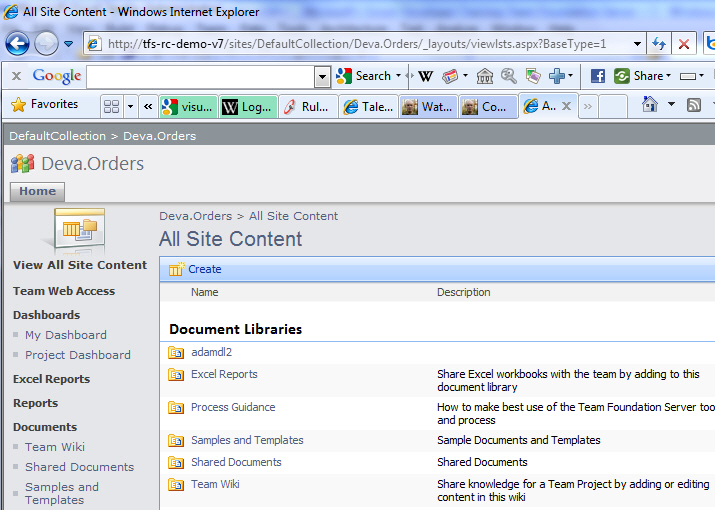 All Site Content - Windows Internet Explorer
http://tfs-rc-demo-v7/sites/DefaultCollection/Deva.Orders/_layouts/viewlsts.aspx?BaseType=1
Google Search W Share
Favorites visu... Log... Rul... Tale... Wat... Co... A..
DefaultCollection > Deva.Orders
Deva.Orders
Home
View All Site Content
Team Web Access
Dashboards
My Dashboard
Project Dashboard
Excel Reports
Reports
Documents
Team Wiki
Shared Documents
Samples and
Templates
Deva.Orders > All Site Content
All Site Content
Create
Name Description
Document Libraries
adamdl2
Excel Reports Share Excel workbooks with the team by adding to this
document library
Process Guidance How to make best use of the Team Foundation Server too
and process
Samples and Templates Sample Documents and Templates
Shared Documents Shared Documents
Team Wiki Share knowledge for a Team Project by adding or editing
content in this wiki